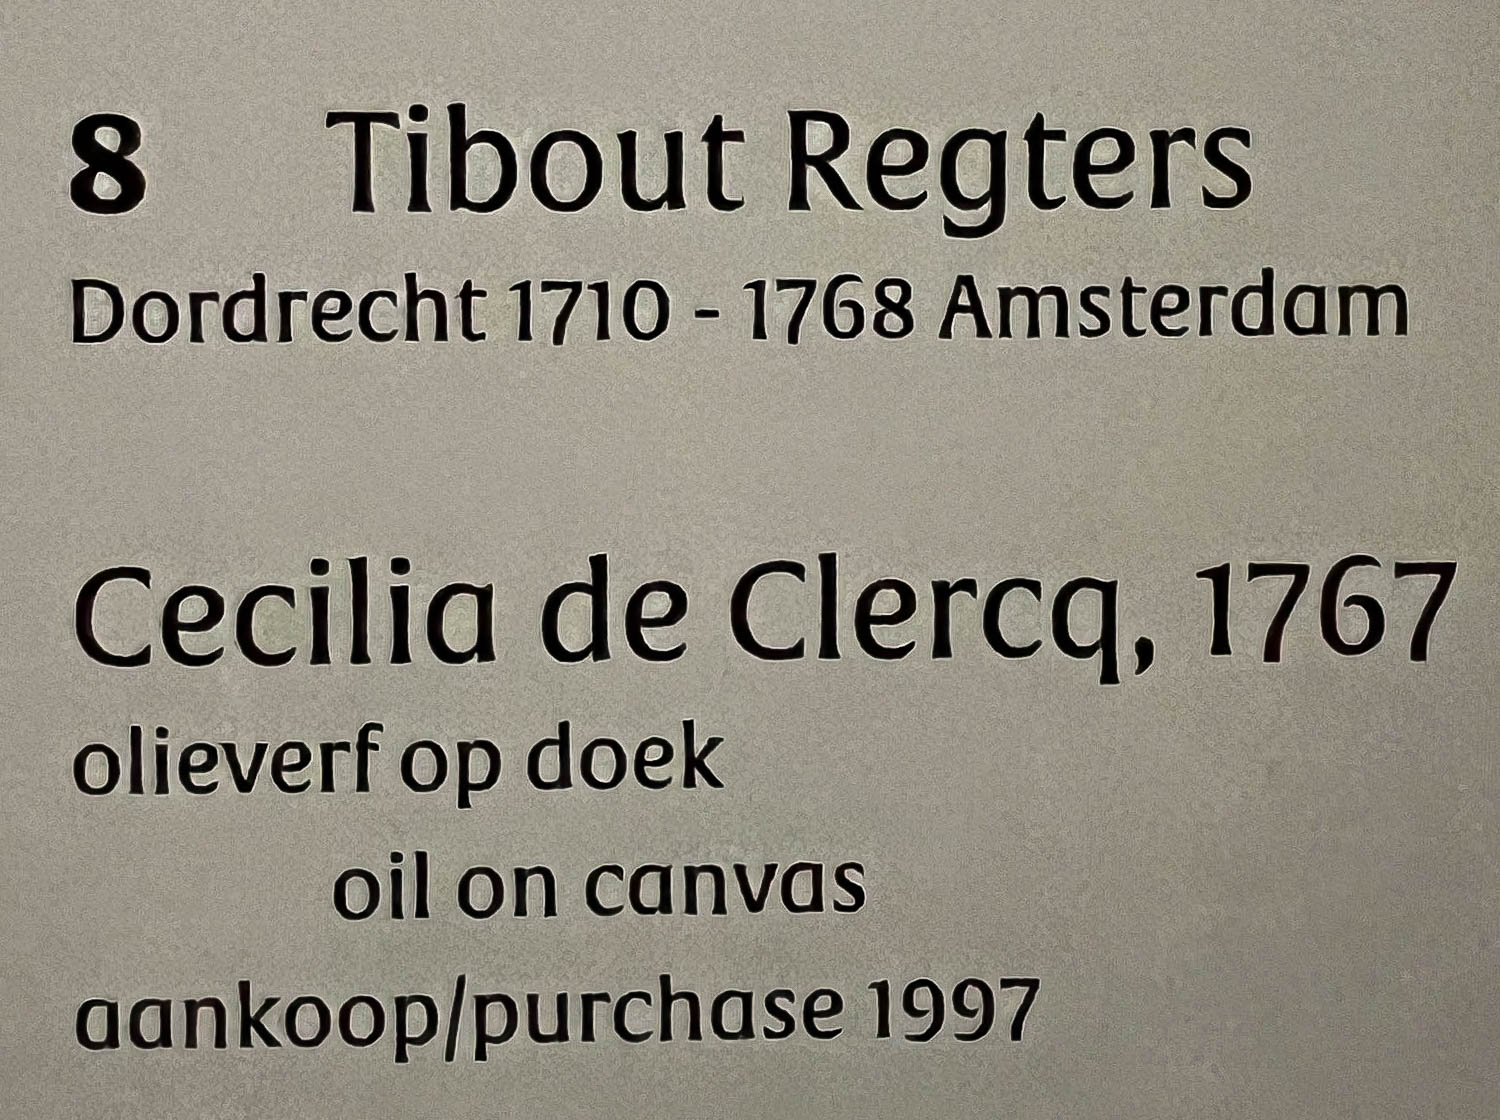 8 Tibout Regters
Dordrecht 1710 - 1768 Amsterdam
Cecilia de Clercq, 1767
olieverf op doek
oil on canvas
aankoop/purchase 1997